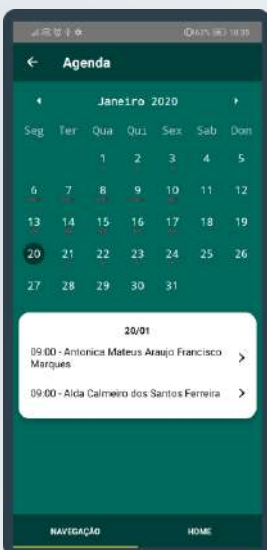 Agenda
Janeiro 2020
Seg Ter Qua Qui Sex Sab Dom
1 2 3 4 5
6 7 8 9 10 11 12
13 14 15 16 17 18 19
20 21 22 23 24 25 26
27 28 29 30 31
20/01
09:00 - Antonica Mateus Araujo Francisco
Marques
09:00 - Alda Calmeiro dos Santos Ferreira
NAVEGAÇÃO HOME